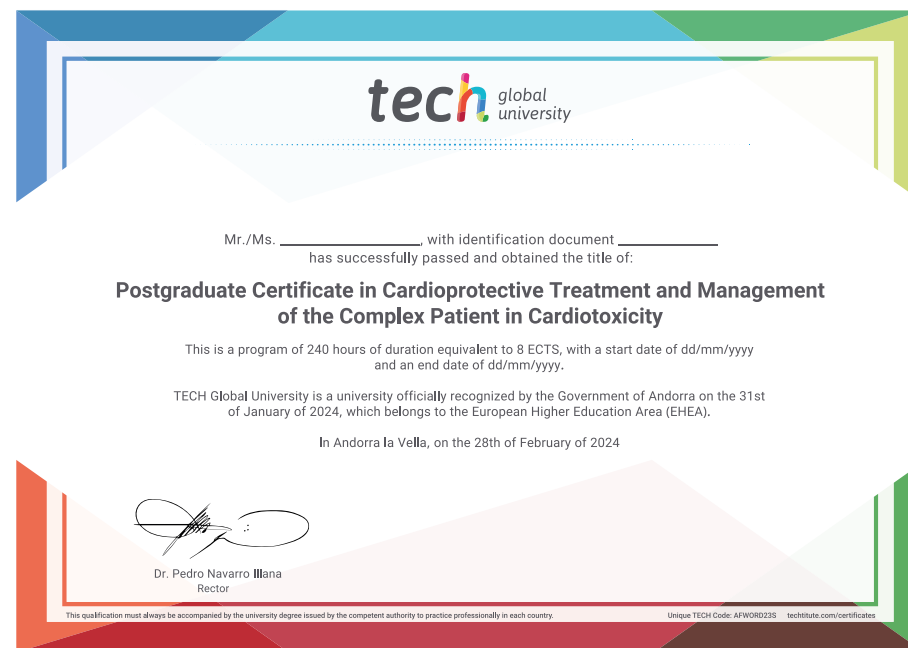 tech global university
Mr./Ms. ________________, with identification document ____________
has successfully passed and obtained the title of:
Postgraduate Certificate in Cardioprotective Treatment and Management
of the Complex Patient in Cardiotoxicity
This is a program of 240 hours of duration equivalent to 8 ECTS, with a start date of dd/mm/yyyy
and an end date of dd/mm/yyyy.
TECH Global University is a university officially recognized by the Government of Andorra on the 31st
of January of 2024, which belongs to the European Higher Education Area (EHEA).
In Andorra la Vella, on the 28th of February of 2024
Dr. Pedro Navarro Illana
Rector
This qualification must always be accompanied by the university degree issued by the competent authority to practice professionally in each country.
Unique TECH Code: AFWORD23S techtitute.com/certificates